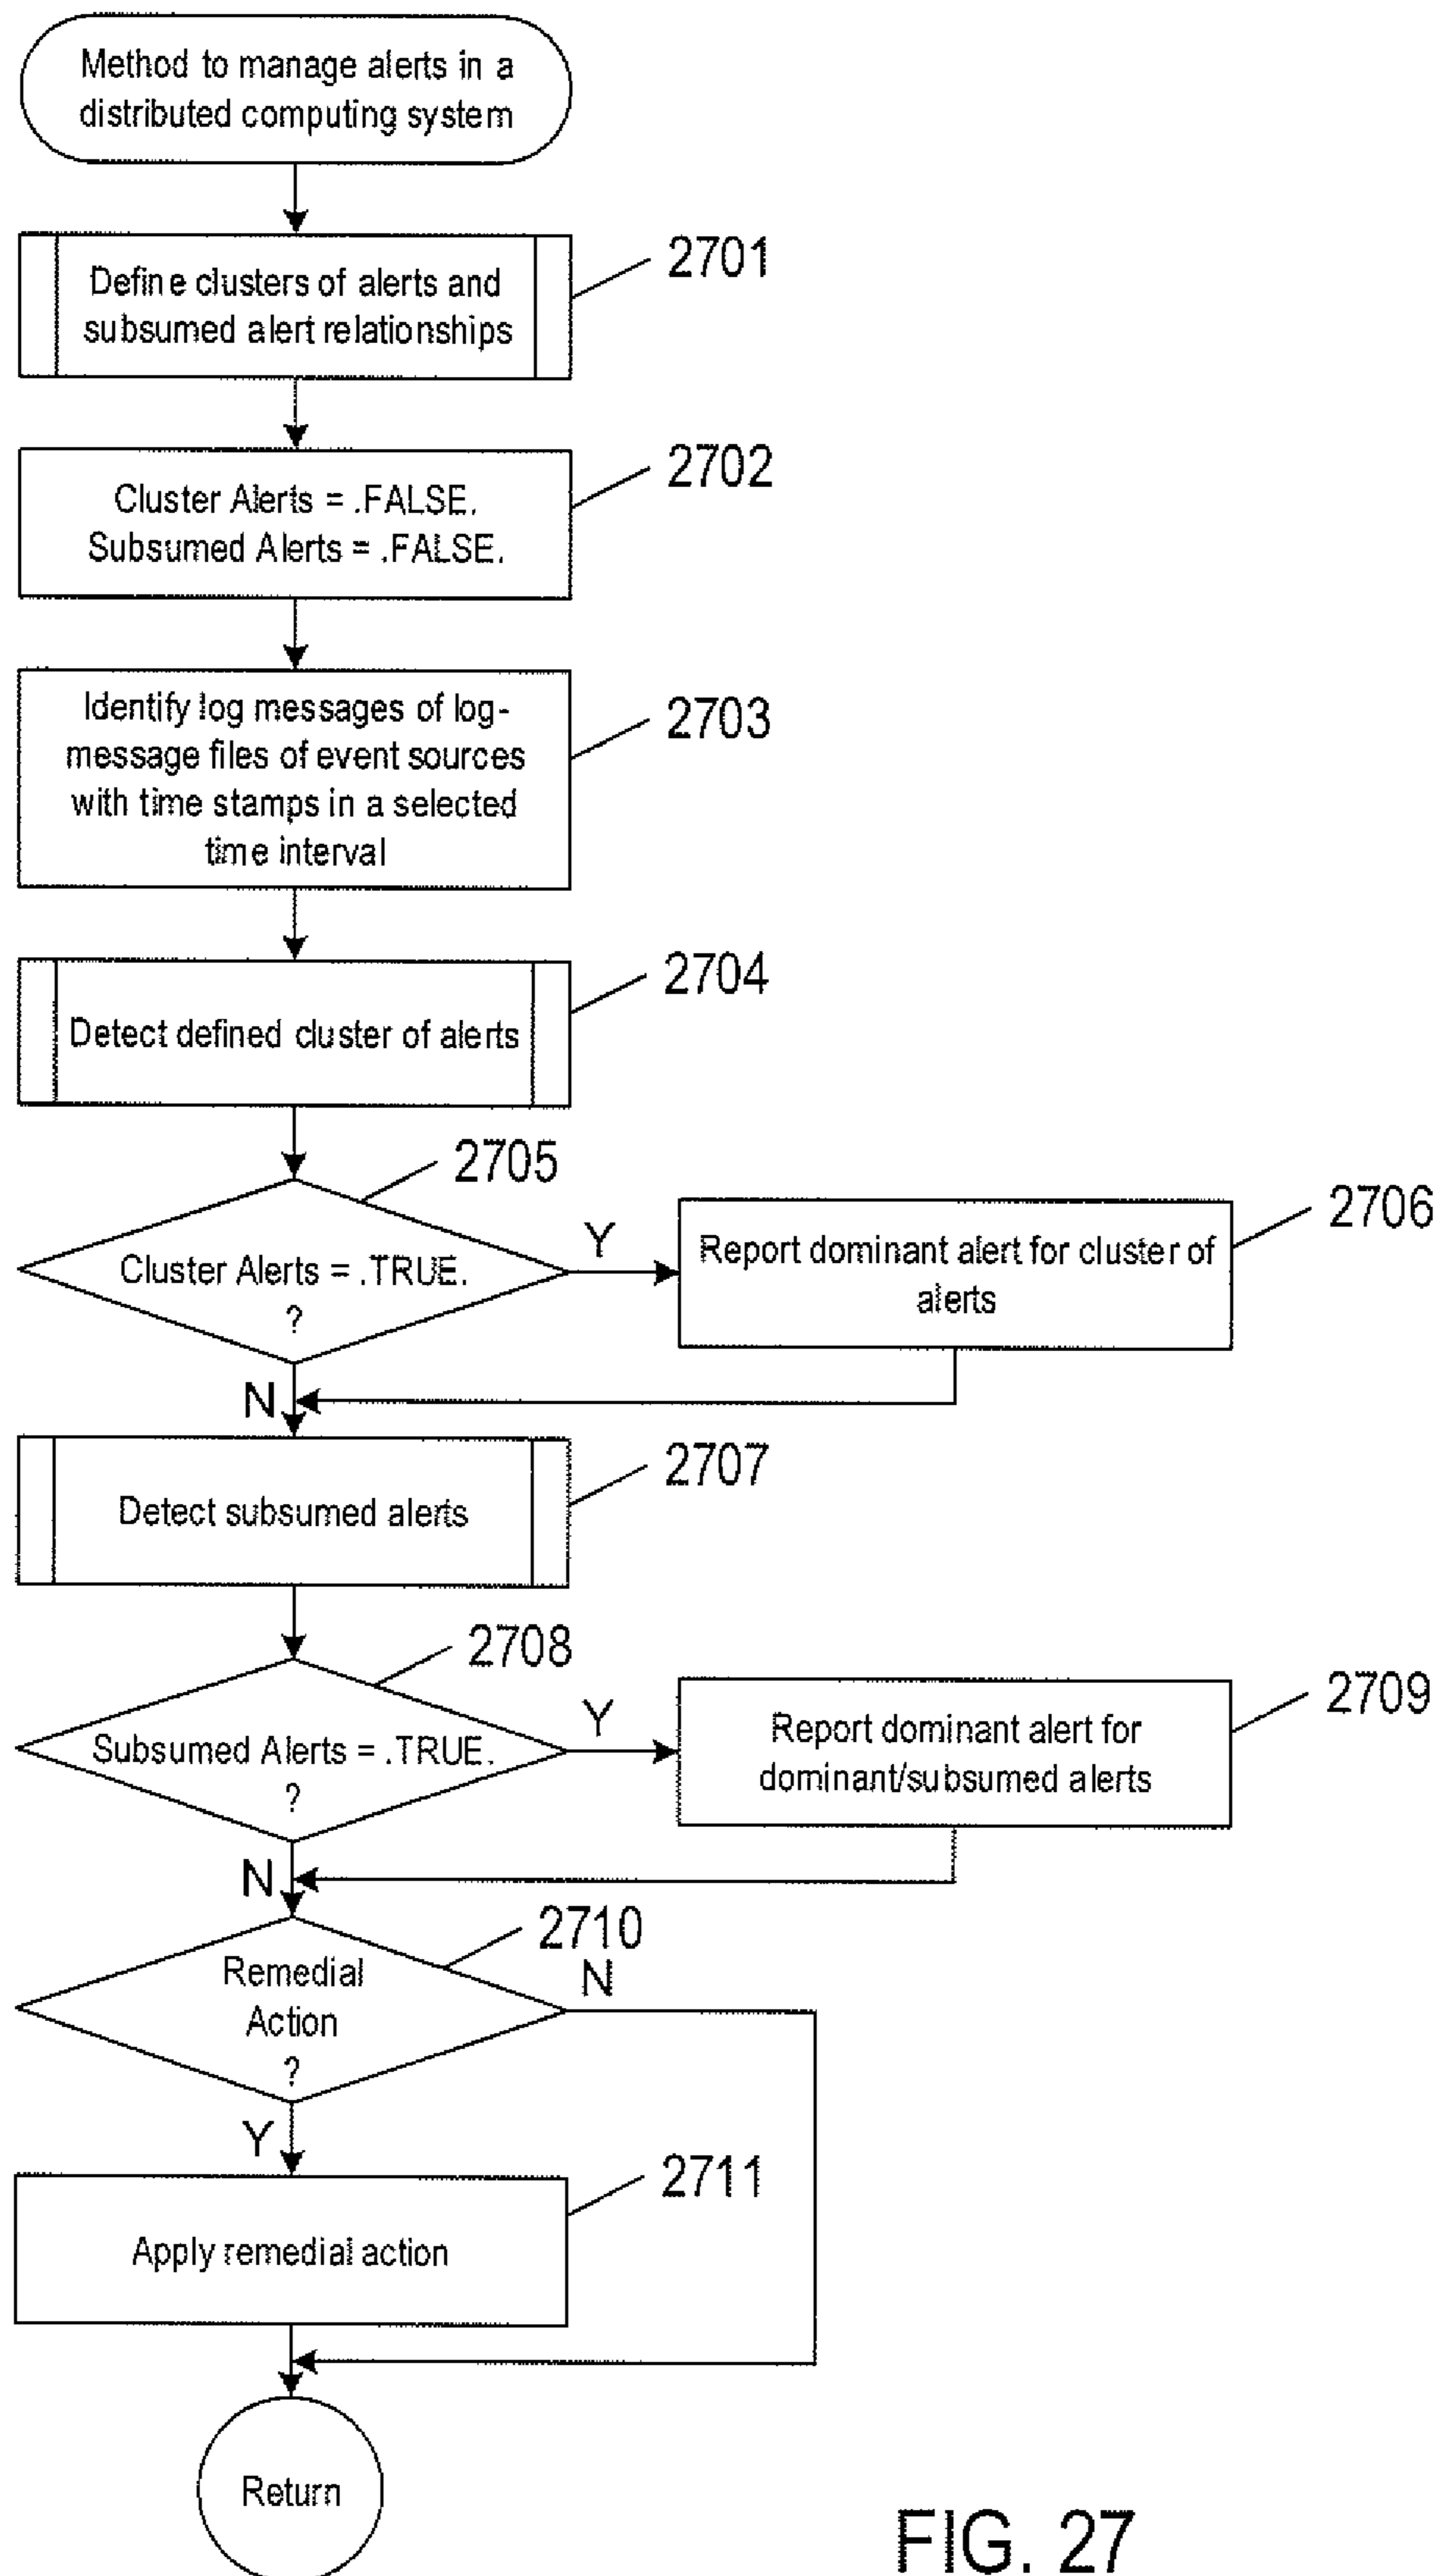 Method to manage alerts in a
distributed computing system
Define clusters of alerts and
subsumed alert relationships
2701
Cluster Alerts = .FALSE.
Subsumed Alerts = .FALSE.
2702
Identify log messages of log-
message files of event sources
with time stamps in a selected
time interval
2703
Detect defined cluster of alerts
2704
2705
Cluster Alerts = .TRUE.
?
Y
N
Report dominant alert for cluster of
alerts
2706
Detect subsumed alerts
2707
2708
Subsumed Alerts = .TRUE.
?
Y
N
Report dominant alert for
dominant/subsumed alerts
2709
2710
Remedial
Action
?
N
Y
Apply remedial action
2711
Return
FIG. 27